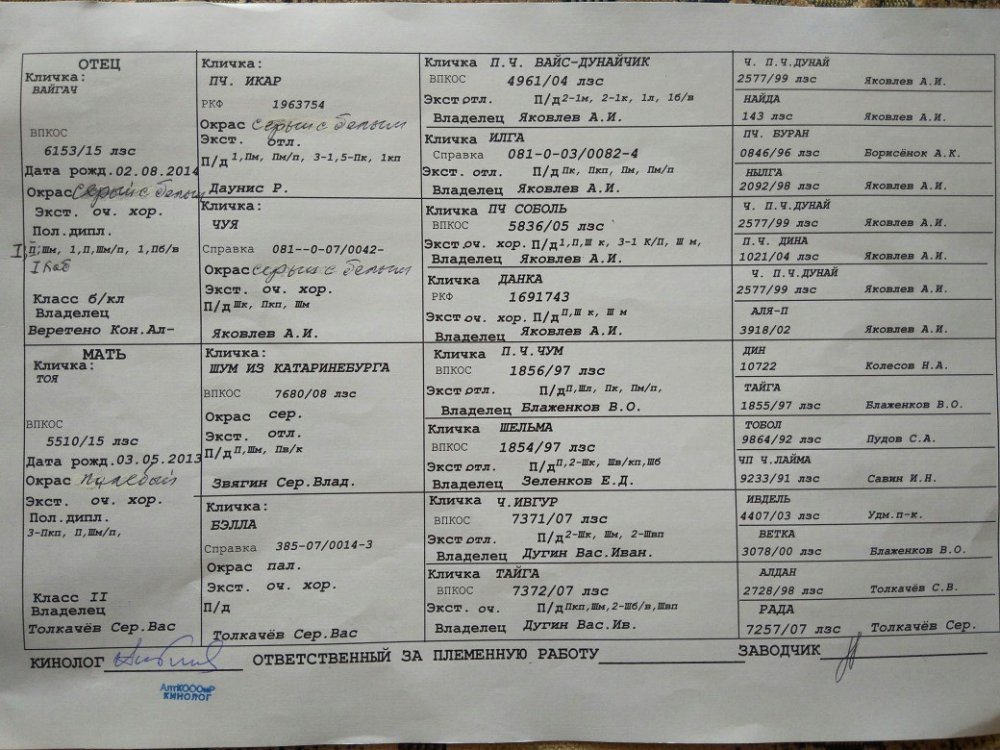 ОТЕЦ
Кличка:
ВАЙГАЧ
ВПКОС
6153/15 лзс
Дата рожд.02.08.2014
Окрас серый с белым
Экст. оч. хор.
Пол.дипл.
I,П,Шм, 1,П,Шм/п, 1,Пб/в
I каб
Класс б/кл
Владелец
Веретено Кон.Ал-
МАТЬ
Кличка:
ТОЯ
ВПКОС
5510/15 лзс
Дата рожд.03.05.2013
Окрас
Экст. оч. хор.
Пол.дипл.
3-Пкп, П,Шм/п,
Класс II
Владелец
Толкачёв Сер.Вас
Кличка:
ПЧ. ИКАР
РКФ 1963754
Окрас серый с белым
Экст. отл.
П/д 1,Пм, Пм/п, 3-1,5-Пк, 1кп
Даунис Р.
Кличка:
ЧУЯ
Справка 081--0-07/0042-
Окрас серый с белым
Экст. оч. хор.
П/д Шк, Пкп, Шм
Яковлев А.И.
Кличка:
ШУМ ИЗ КАТАРИНЕБУРГА
ВПКОС 7680/08 лзс
Окрас сер.
Экст. отл.
П/д П,Шм, Пв/к
Звягин Сер.Влад.
Кличка:
БЭЛЛА
Справка 385-07/0014-3
Окрас пал.
Экст. оч. хор.
П/д
Толкачёв Сер.Вас
Кличка П.Ч. ВАЙС-ДУНАЙЧИК
ВПКОС 4961/04 лзс
Экст отл. П/д 2-1м, 2-1к, 1л, 1б/в
Владелец Яковлев А.И.
Кличка ИЛГА
Справка 081-0-03/0082-4
Экст. отл. П/д Пк, Пкп, Пм, Пм/п
Владелец Яковлев А.И.
Кличка ПЧ СОБОЛЬ
ВПКОС 5836/05 лзс
Экст оч. хор. П/д 1,П,Ш к, 3-1 К/П, Ш м,
Владелец Яковлев А.И.
Кличка ДАНКА
РКФ 1691743
Экст оч. хор. П/д П,Ш к, Ш м
Владелец Яковлев А.И.
Кличка П.Ч.ЧУМ
ВПКОС 1856/97 лзс
Экст отл. П/д П,Шл, Пк, Пм/п,
Владелец Блаженков В.О.
Кличка ШЕЛЬМА
ВПКОС 1854/97 лзс
Экст отл. П/д П,2-Шк, Шв/кп,Шб
Владелец Зеленков Е.Д.
Кличка Ч.ИВГУР
ВПКОС 7371/07 лзс
Экст отл. П/д 2-Шк, Шм, 2-Швп
Владелец Дугин Вас.Иван.
Кличка ТАЙГА
ВПКОС 7372/07 лзс
Экст. оч. П/д Пкп,Шм,2-Шб/в,Швп
Владелец Дугин Вас.Ив.
Ч. П.Ч.ДУНАЙ
2577/99 лзс Яковлев А.И.
НАЙДА
143 лзс Яковлев А.И.
ПЧ. БУРАН
0846/96 лзс Борисёнок А.К.
НЫЛГА
2092/98 лзс Яковлев А.И.
Ч. П.Ч.ДУНАЙ
2577/99 лзс Яковлев А.И.
П.Ч. ДИНА
1021/04 лзс Яковлев А.И.
Ч. П.Ч.ДУНАЙ
2577/99 лзс Яковлев А.И.
АЛЯ-П
3918/02 Яковлев А.И.
ДИН
10722 Колесов Н.А.
ТАЙГА
1855/97 лзс Блаженков В.О.
ТОБОЛ
9864/92 лзс Пудов С.А.
ЧП Ч.ЛАЙМА
9233/91 лзс Савин И.Н.
ИВДЕЛЬ
4407/03 лзс Удм.п-к.
ВЕТКА
3078/00 лзс Блаженков В.О.
АЛДАН
2728/98 лзс Толкачёв С.В.
РАДА
7257/07 лзс Толкачёв Сер.
КИНОЛОГ ОТВЕТСТВЕННЫЙ ЗА ПЛЕМЕННУЮ РАБОТУ ЗАВОДЧИК
КИНОЛОГ